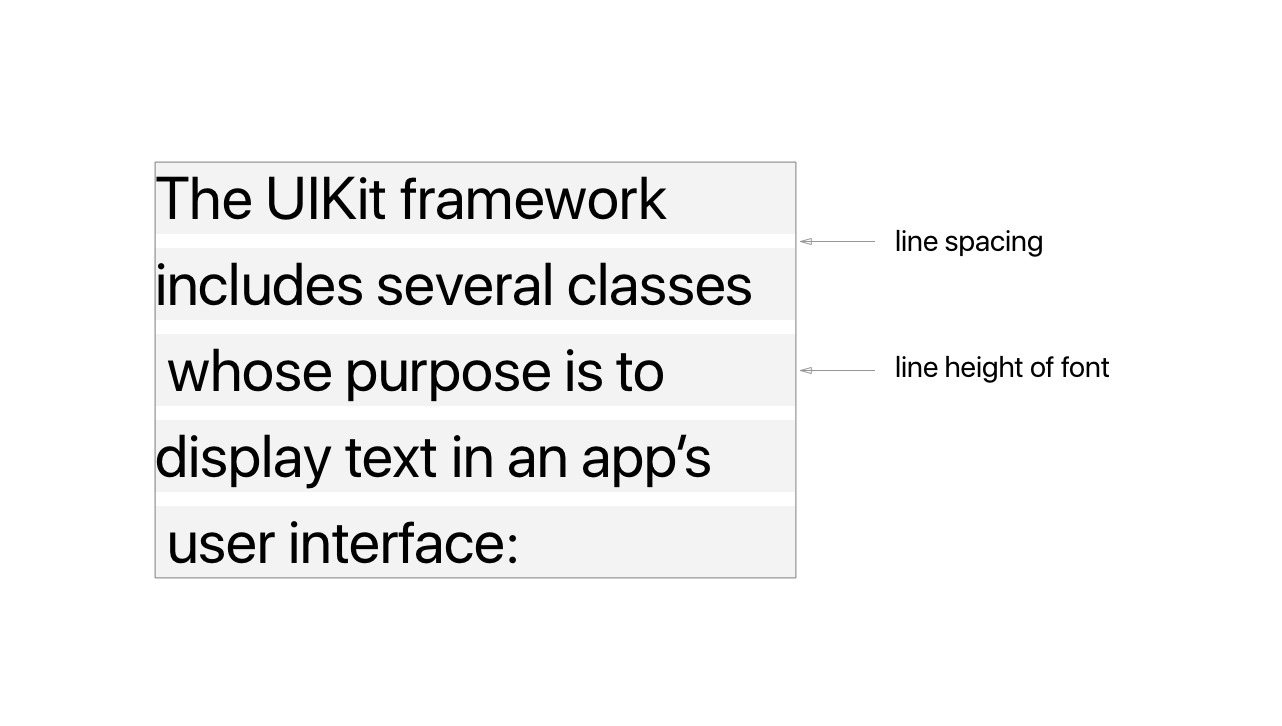 The UIKit framework
includes several classes
whose purpose is to
display text in an app’s
user interface:
line spacing
line height of font